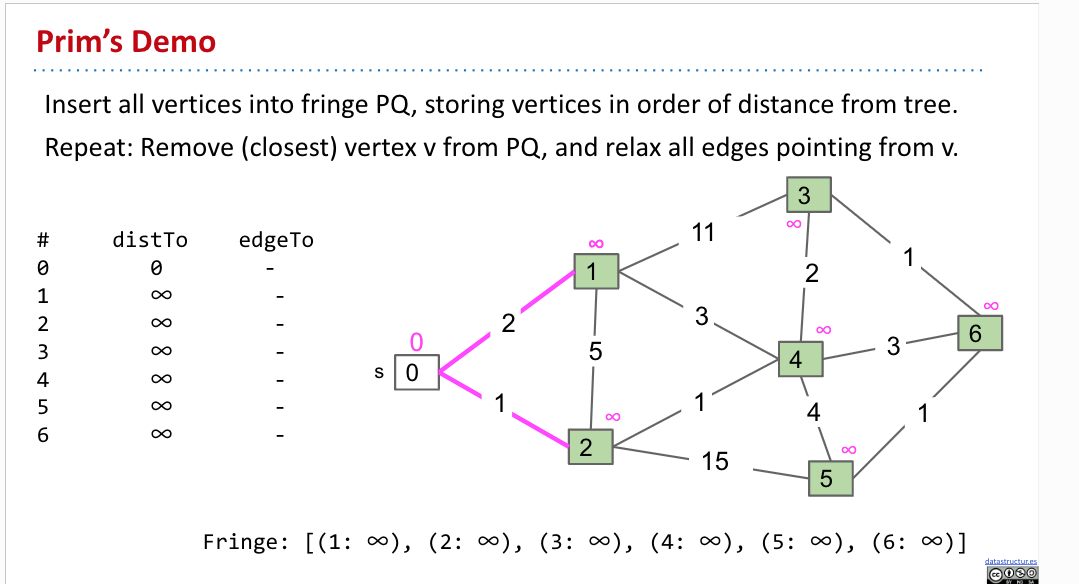 Prim's Demo
Insert all vertices into fringe PQ, storing vertices in order of distance from tree.
Repeat: Remove (closest) vertex v from PQ, and relax all edges pointing from v.
# distTo edgeTo
0 0 -
1 ∞ -
2 ∞ -
3 ∞ -
4 ∞ -
5 ∞ -
6 ∞ -
3
∞
11
∞
1
2
1
∞
6
2
3
∞
4
3
0
s 0
5
1
∞
2
1
4
1
15
∞
5
Fringe: [(1: ∞), (2: ∞), (3: ∞), (4: ∞), (5: ∞), (6: ∞)]
datastructur.es